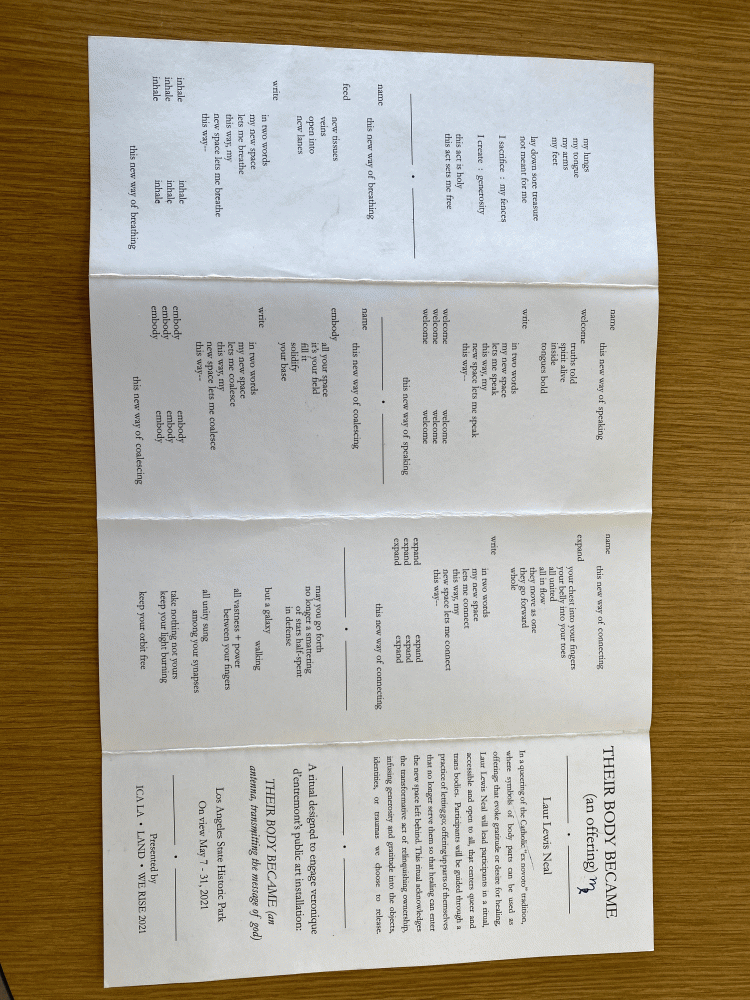 my lungs
my tongue
my arms
my feet
lay down sore treasure
not meant for me
I sacrifice : my fences
I create : generosity
this act is holy
this act sets me free
name this new way of breathing
feed
new tissues
veins
open into
new lanes
write
in two words
my new space
lets me breathe
this way, my
new space lets me breathe
this way--
inhale inhale
inhale inhale
inhale inhale
this new way of breathing
name this new way of speaking
welcome
truths told
spirit alive
inside
tongues bold
write
in two words
my new space
lets me speak
this way, my
new space lets me speak
this way--
welcome welcome
welcome welcome
welcome welcome
this new way of speaking
name this new way of coalescing
embody
all your space
it's your field
fill it
solidify
your base
write
in two words
my new space
lets me coalesce
this way, my
new space lets me coalesce
this way--
embody embody
embody embody
embody embody
this new way of coalescing
name this new way of connecting
expand
your chest into your fingers
your belly into your toes
all united
all in flow
they move as one
they go forward
whole
write
in two words
my new space
lets me connect
this way, my
new space lets me connect
this way--
expand expand
expand expand
expand expand
this new way of connecting
may you go forth
no longer a smattering
of stars half-spent
in defense
but a galaxy walking
all vastness + power
between your fingers
all unity sung
among your synapses
take nothing not yours
keep your light burning
keep your orbit free
THEIR BODY BECAME
(an offering)
Laur Lewis Neal
In a queering of the Catholic "ex novoto" tradition,
where symbols of body parts can be used as
offerings that evoke gratitude or desire for healing,
Laur Lewis Neal will lead participants in a ritual,
accessible and open to all, that centers queer and
trans bodies. Participants will be guided through a
practice of letting go; offering up parts of themselves
that no longer serve them so that healing can enter
the new space left behind. This ritual acknowledges
the transformative act of relinquishing ownership,
infusing generosity and gratitude into the objects,
identities, or traumas we choose to release.
A ritual designed to engage veronique
d'entremont's public art installation:
THEIR BODY BECAME (an
antenna, transmitting the message of god)
Los Angeles State Historic Park
On view May 7 - 31, 2021
Presented by
ICA LA • LAND • WE RISE 2021